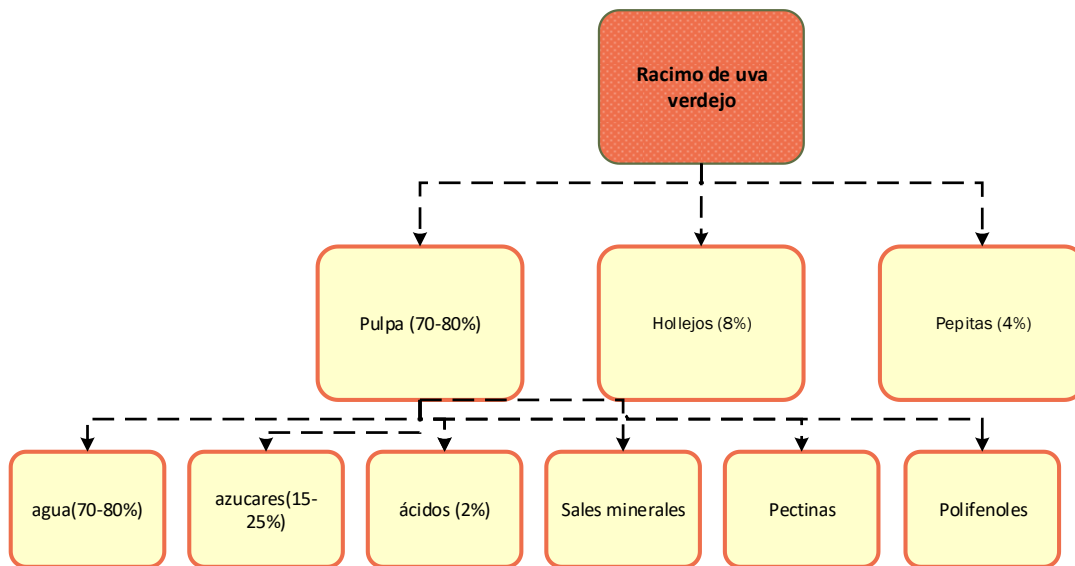 Racimo de uva
verdejo
Pulpa (70-80%)
Hollejos (8%)
Pepitas (4%)
agua(70-80%)
azucares(15-
25%)
ácidos (2%)
Sales minerales
Pectinas
Polifenoles